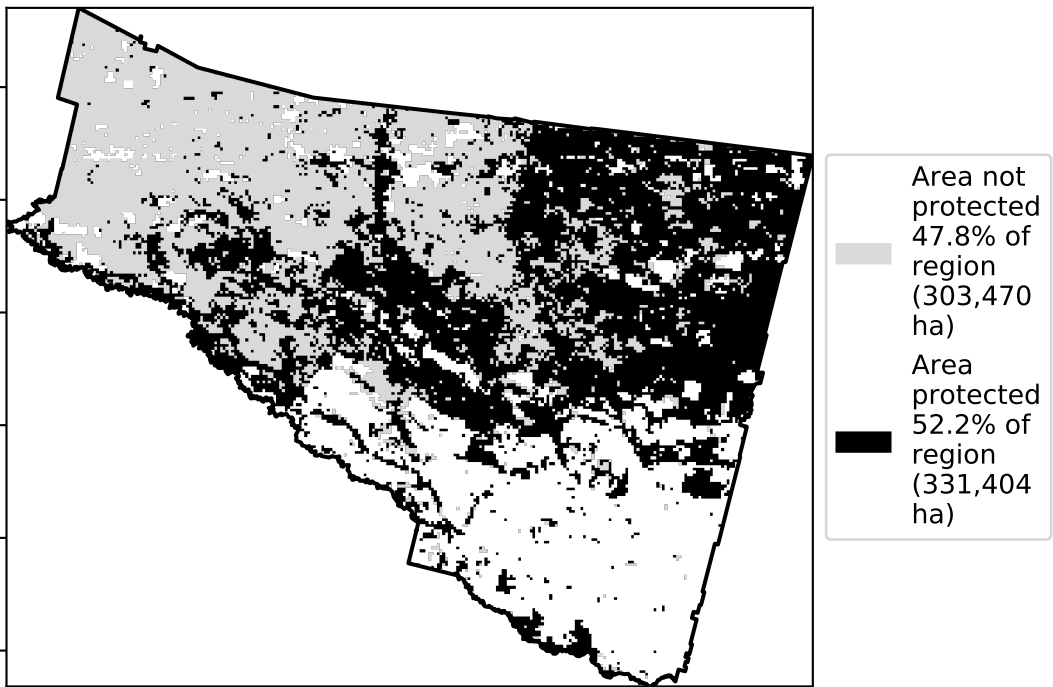 Area not
protected
47.8% of
region
(303,470
ha)
Area
protected
52.2% of
region
(331,404
ha)